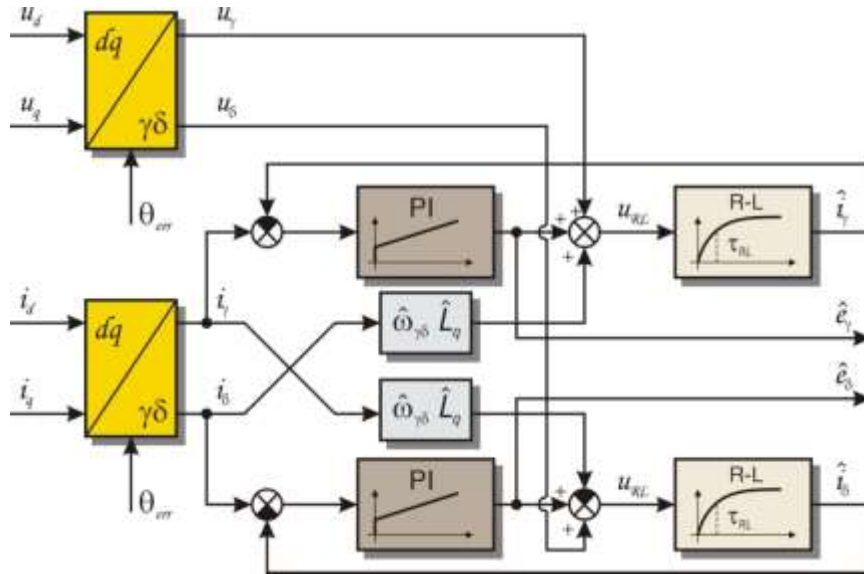 u_d
u_γ
dq
u_q
u_δ
γδ
θ_err
PI
+
+
u_RL
R-L
τ_RL
î_γ
+
i_d
i_γ
dq
ω̂_γδ L̂_q
ê_γ
i_q
i_δ
γδ
ω̂_γδ L̂_q
ê_δ
θ_err
PI
+
+
u_RL
R-L
τ_RL
î_δ